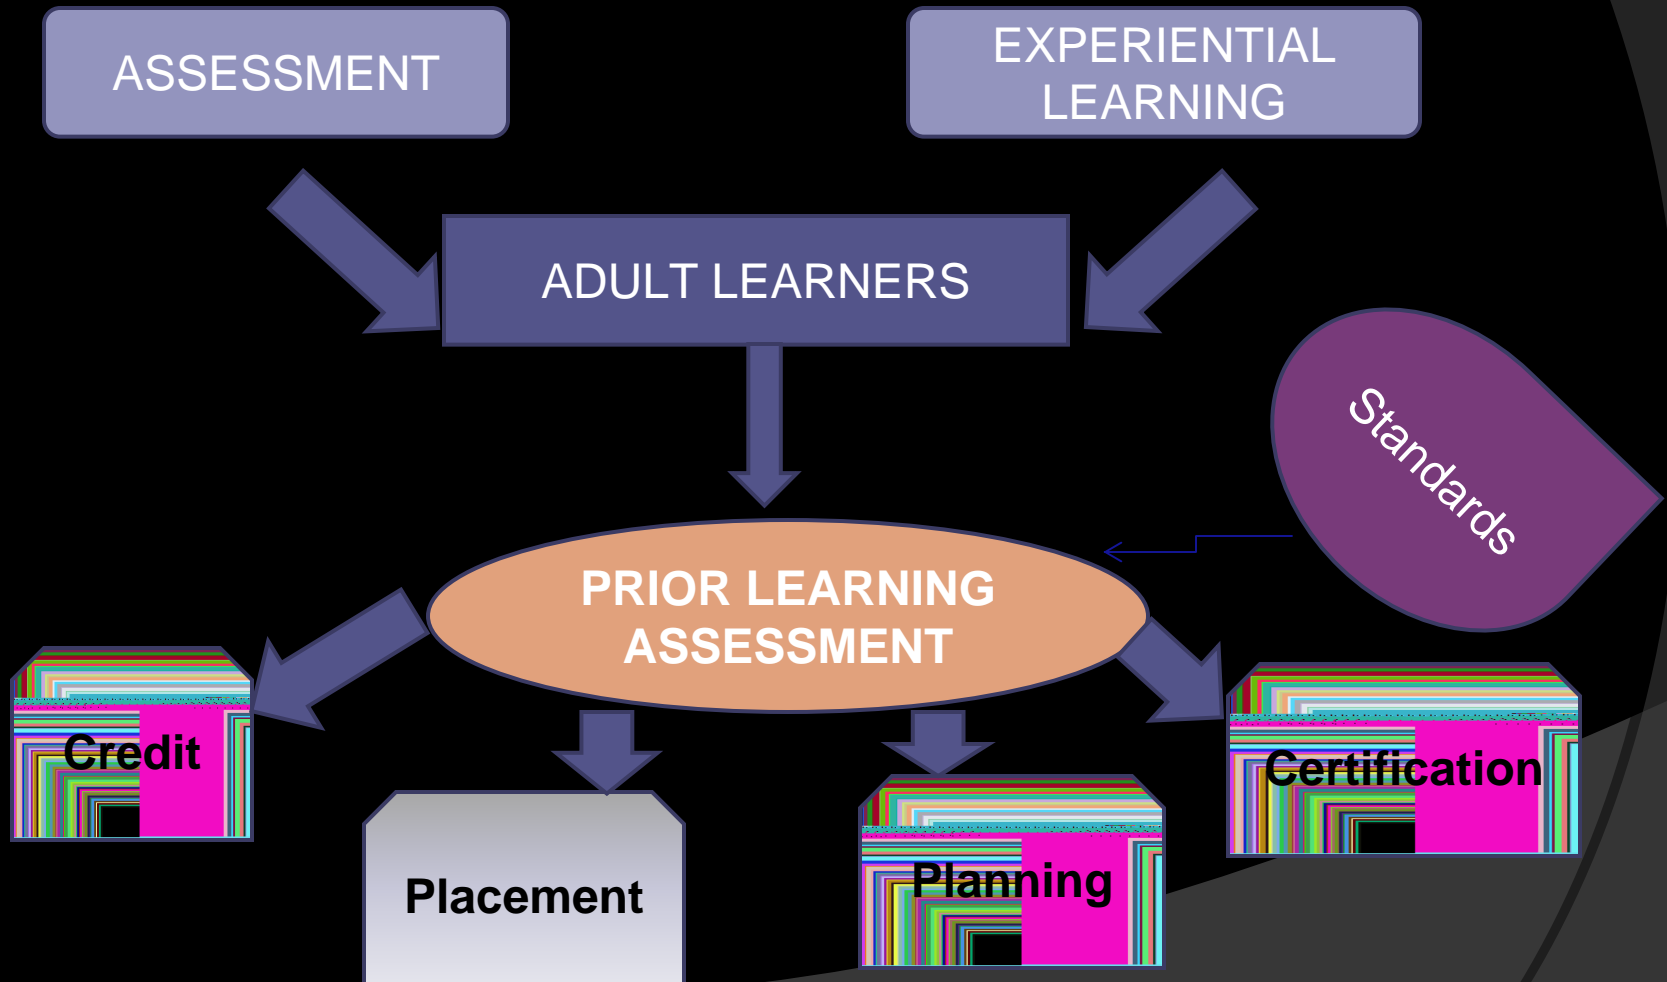 ASSESSMENT
EXPERIENTIAL
LEARNING
ADULT LEARNERS
Standards
PRIOR LEARNING
ASSESSMENT
Credit
Placement
Planning
Certification